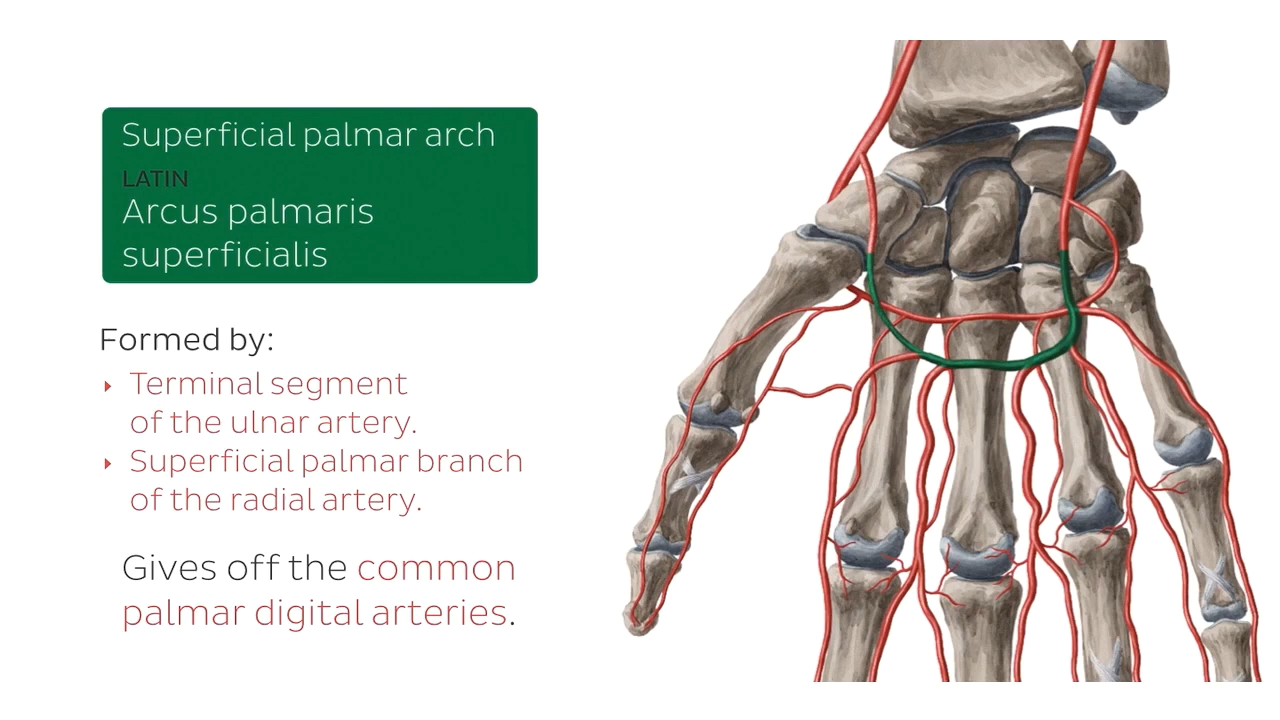 Superficial palmar arch
LATIN
Arcus palmaris
superficialis
Formed by:
Terminal segment
of the ulnar artery.
Superficial palmar branch
of the radial artery.
Gives off the common
palmar digital arteries.